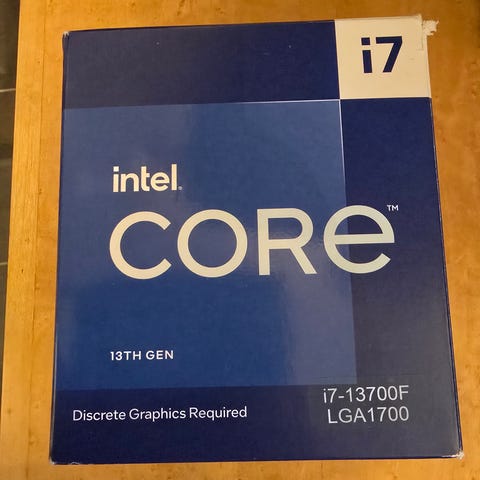 i7
intel.
CORe™
13TH GEN
i7-13700F
Discrete Graphics Required
LGA1700